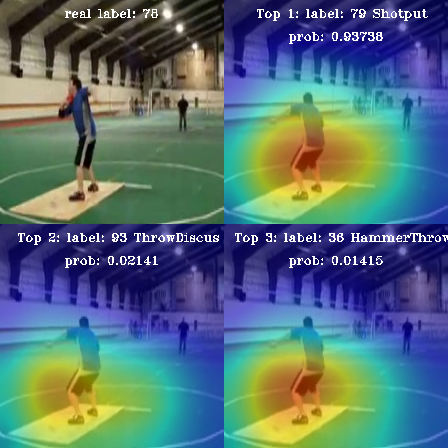 real label: 78
Top 1: label: 79 Shotput
prob: 0.93738
Top 2: label: 93 ThrowDiscus
prob: 0.02141
Top 3: label: 36 HammerThrow
prob: 0.01415